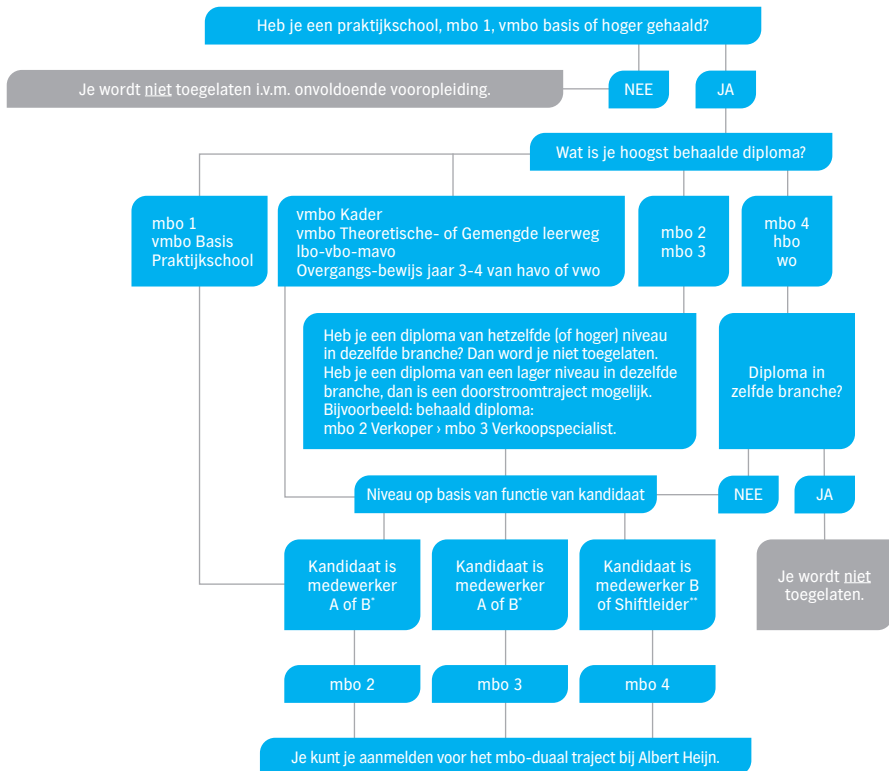 Heb je een praktijkschool, mbo 1, vmbo basis of hoger gehaald?
Je wordt niet toegelaten i.v.m. onvoldoende vooropleiding.
NEE
JA
Wat is je hoogst behaalde diploma?
mbo 1
vmbo Basis
Praktijkschool
vmbo Kader
vmbo Theoretische- of Gemengde leerweg
lbo-vbo-mavo
Overgangs-bewijs jaar 3-4 van havo of vwo
mbo 2
mbo 3
mbo 4
hbo
wo
Heb je een diploma van hetzelfde (of hoger) niveau
in dezelfde branche? Dan word je niet toegelaten.
Heb je een diploma van een lager niveau in dezelfde
branche, dan is een doorstroomtraject mogelijk.
Bijvoorbeeld: behaald diploma:
mbo 2 Verkoper › mbo 3 Verkoopspecialist.
Diploma in
zelfde branche?
Niveau op basis van functie van kandidaat
NEE
JA
Kandidaat is
medewerker
A of B*
Kandidaat is
medewerker
A of B*
Kandidaat is
medewerker B
of Shiftleider**
Je wordt niet
toegelaten.
mbo 2
mbo 3
mbo 4
Je kunt je aanmelden voor het mbo-duaal traject bij Albert Heijn.